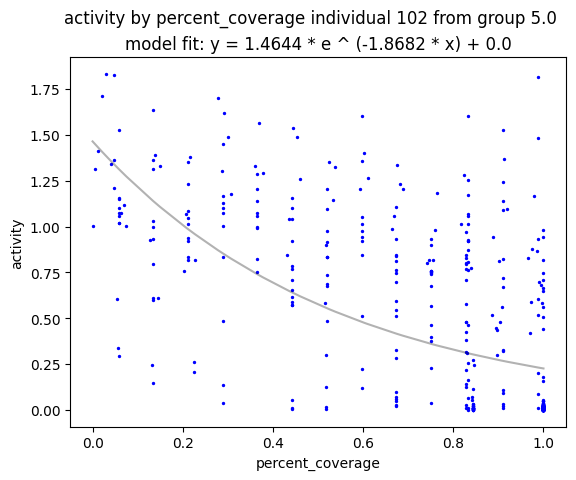 activity by percent_coverage individual 102 from group 5.0
model fit: y = 1.4644 * e ^ (-1.8682 * x) + 0.0
1.75
1.50
1.25
1.00
0.75
0.50
0.25
0.00
activity
0.0 0.2 0.4 0.6 0.8 1.0
percent_coverage